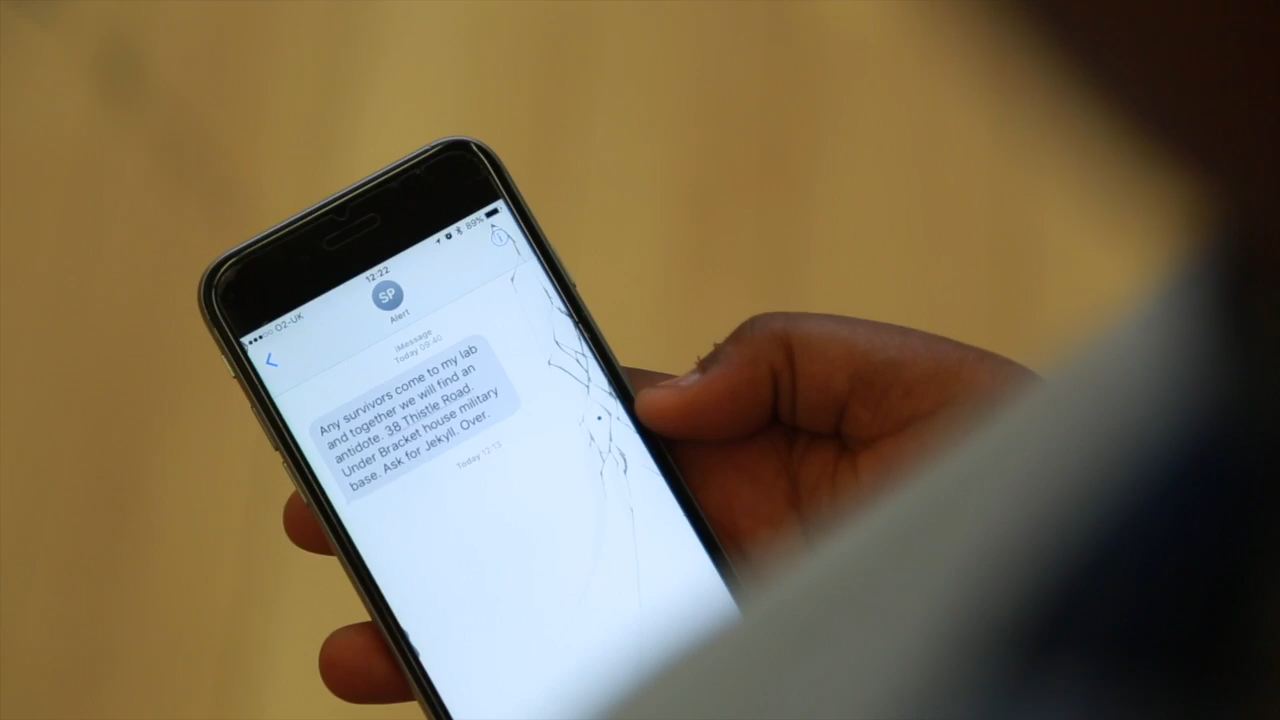 O2-UK
12:22
89%
SP
Alert
iMessage
Today 09:40
Any survivors come to my lab
and together we will find an
antidote. 38 Thistle Road.
Under Bracket house military
base. Ask for Jekyll. Over.
Today 12:13